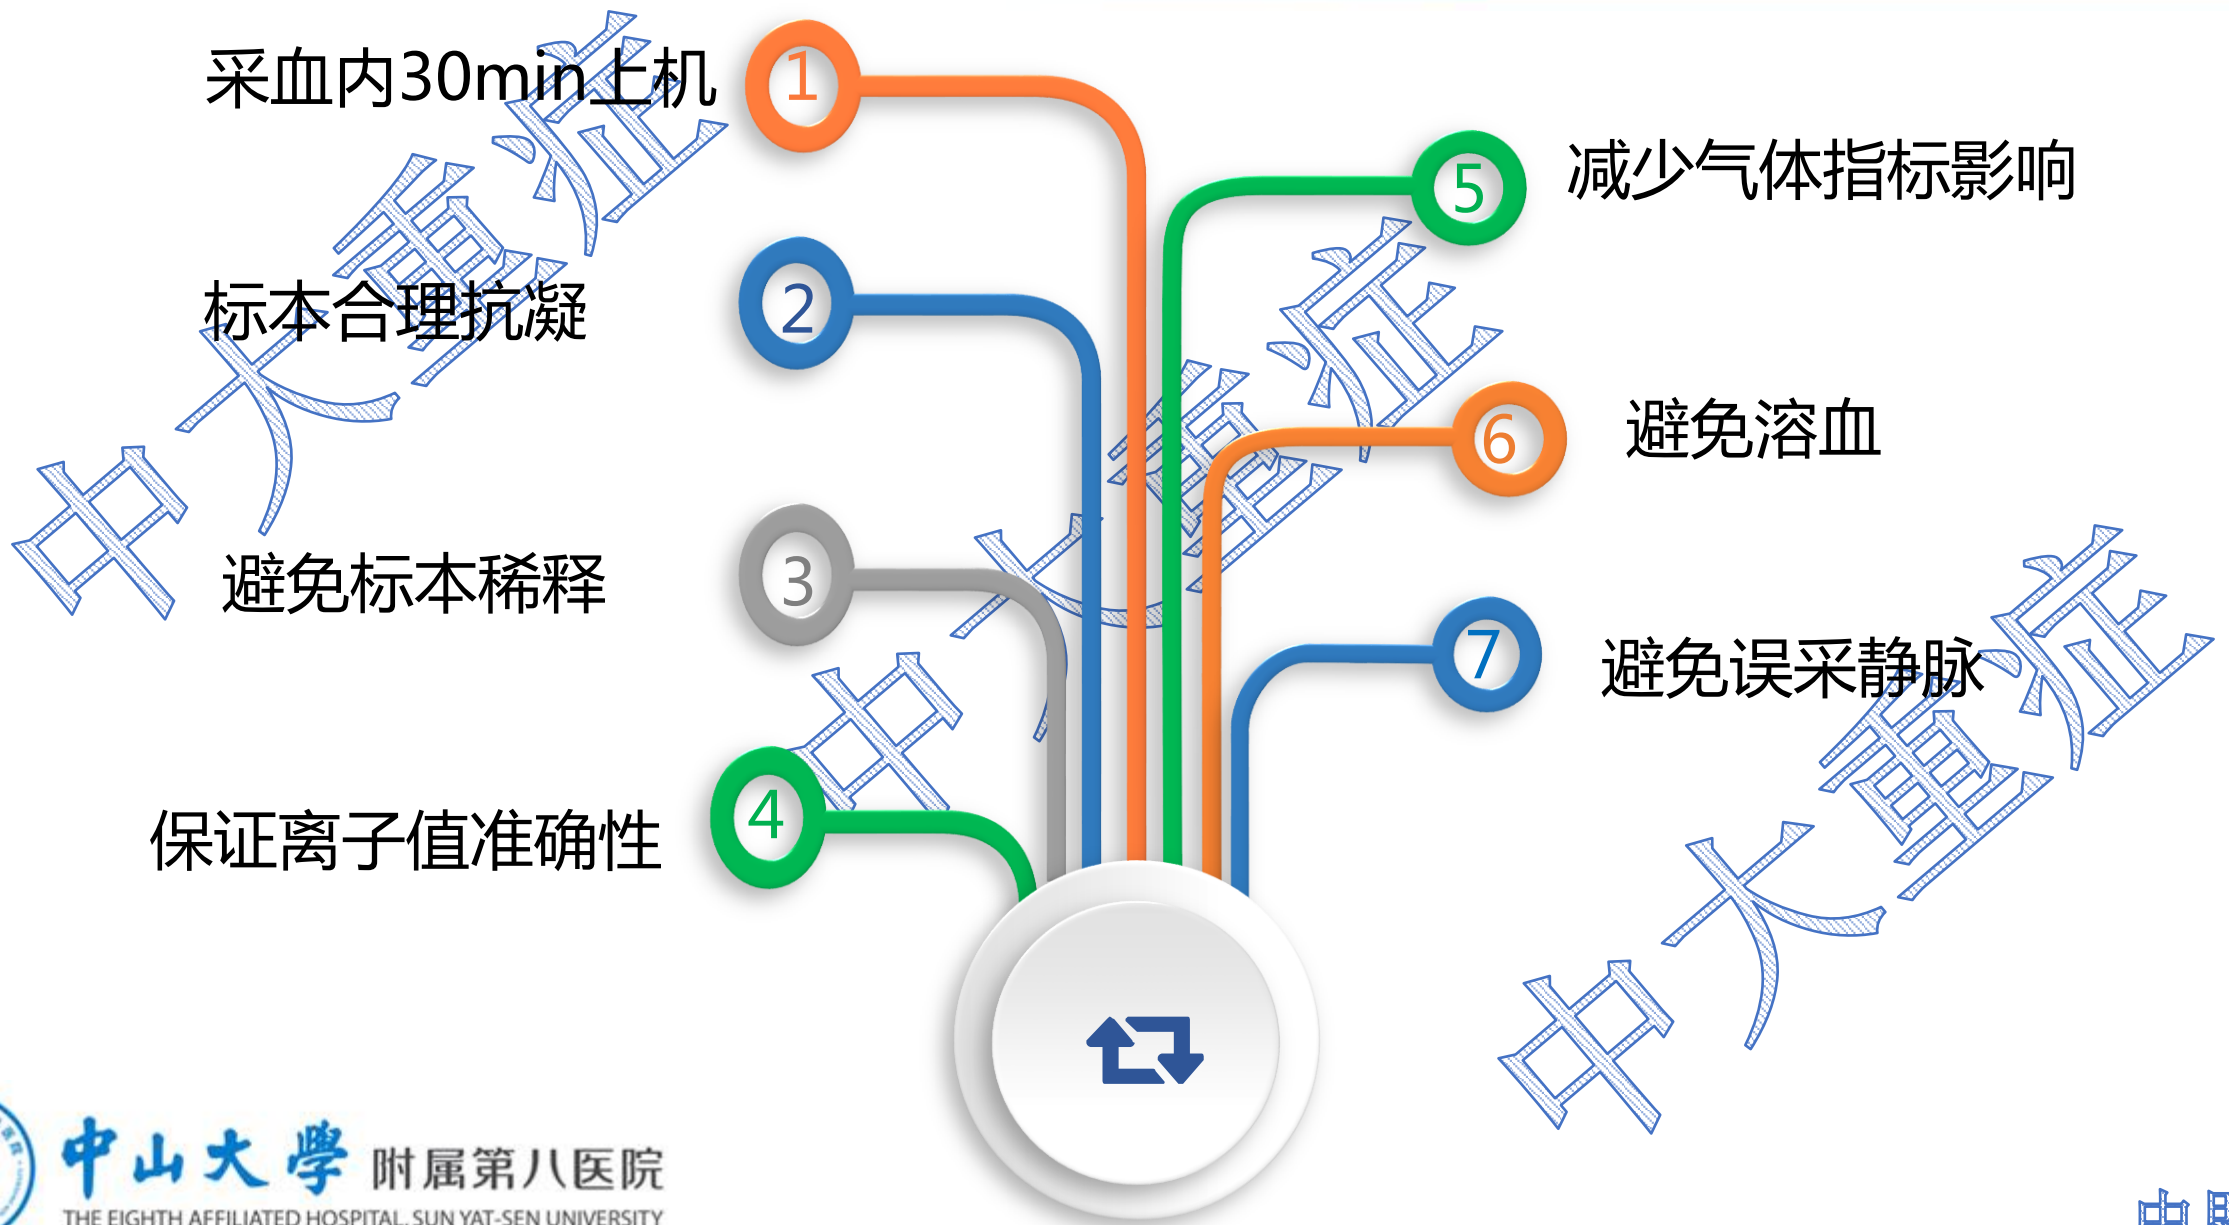 采血内30min上机
1
标本合理抗凝
2
避免标本稀释
3
保证离子值准确性
4
5
减少气体指标影响
6
避免溶血
7
避免误采静脉
中大重症
中大重症
中大重症
中山大學 附属第八医院
THE EIGHTH AFFILIATED HOSPITAL, SUN YAT-SEN UNIVERSITY